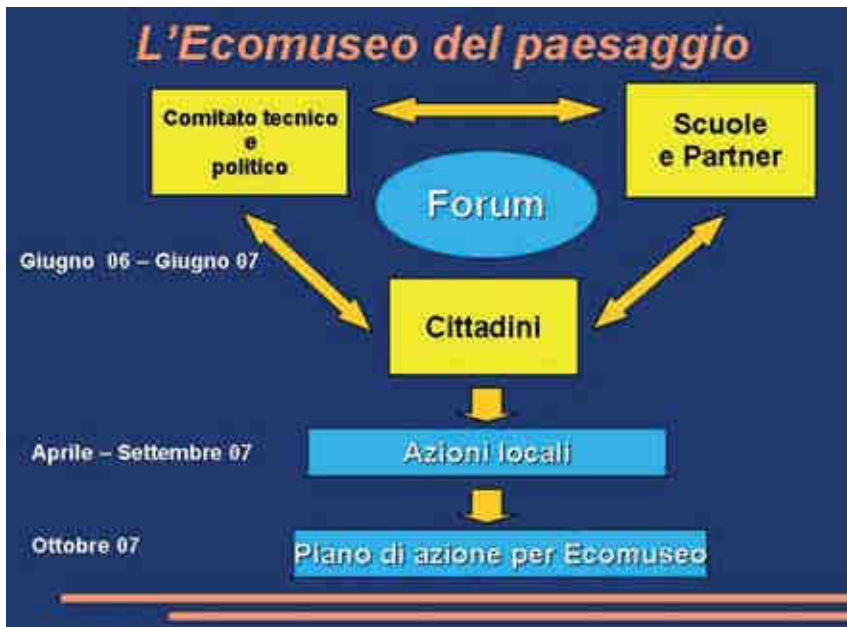 L'Ecomuseo del paesaggio
Comitato tecnico
e
politico
Scuole
e Partner
Forum
Giugno 06 – Giugno 07
Cittadini
Aprile – Settembre 07
Azioni locali
Ottobre 07
Piano di azione per Ecomuseo